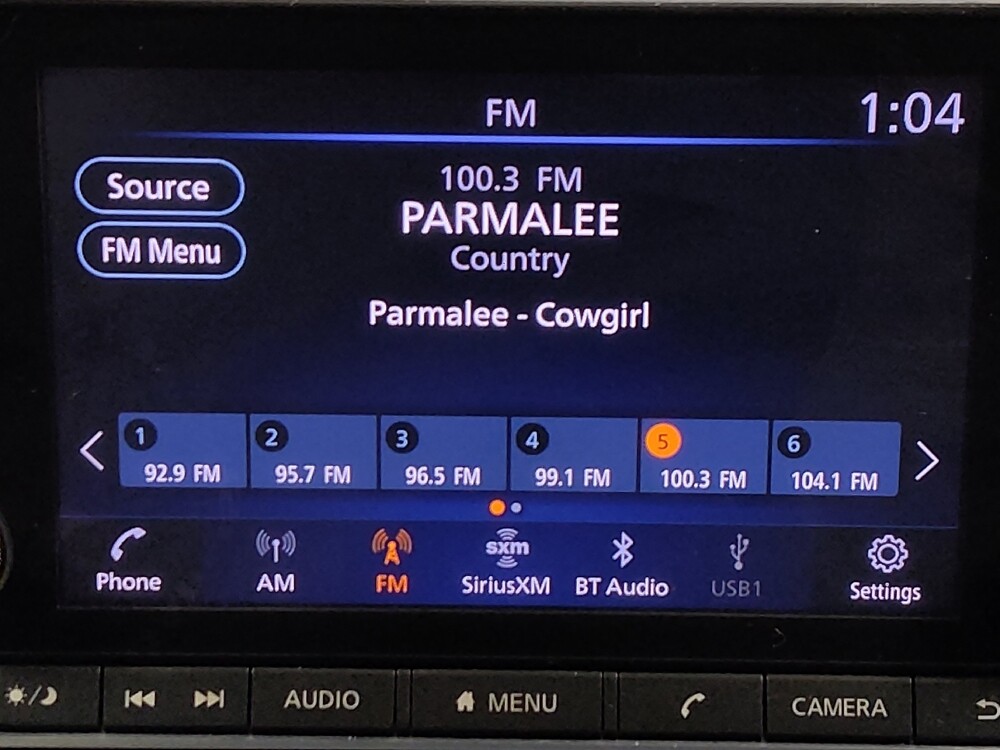 FM
1:04
Source
FM Menu
100.3 FM
PARMALEE
Country
Parmalee - Cowgirl
1 2 3 4 5 6
92.9 FM 95.7 FM 96.5 FM 99.1 FM 100.3 FM 104.1 FM
sxm
Phone AM FM SiriusXM BT Audio USB1 Settings
AUDIO MENU CAMERA